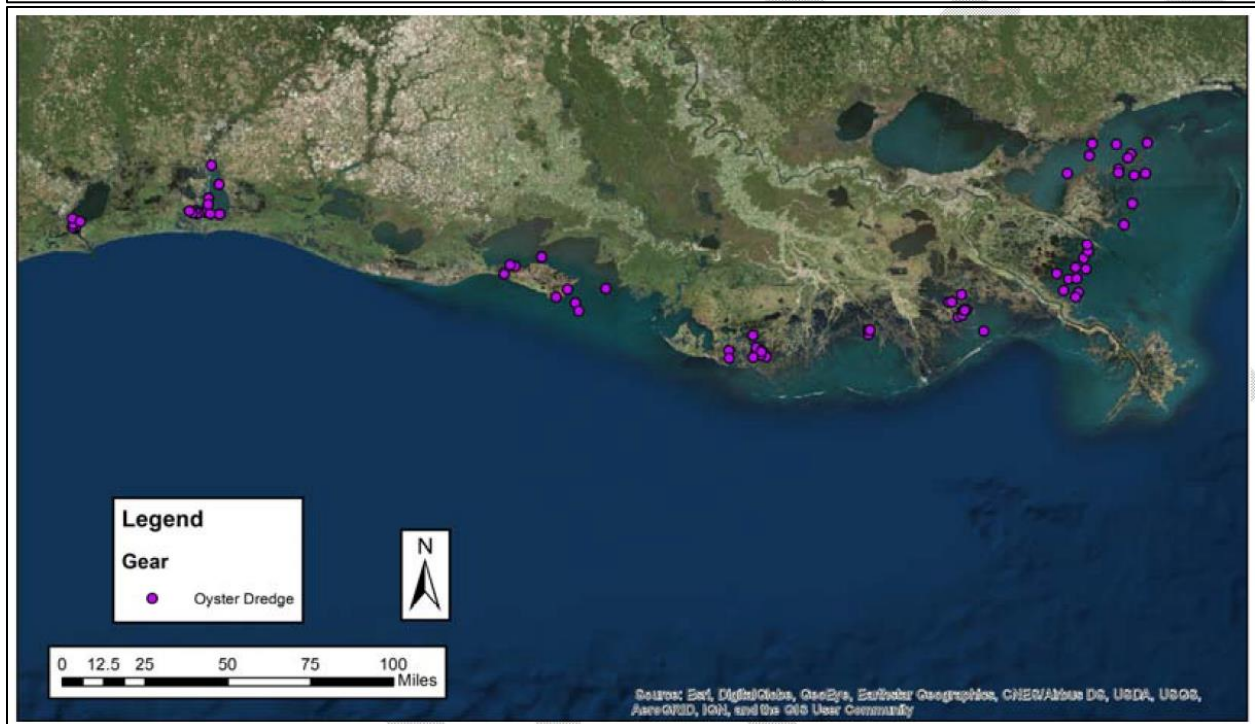 Legend
Gear
Oyster Dredge
N
0 12.5 25 50 75 100
Miles
Source: Esri, DigitalGlobe, GeoEye, Earthstar Geographics, CNES/Airbus DS, USDA, USGS,
AeroGRID, IGN, and the GIS User Community